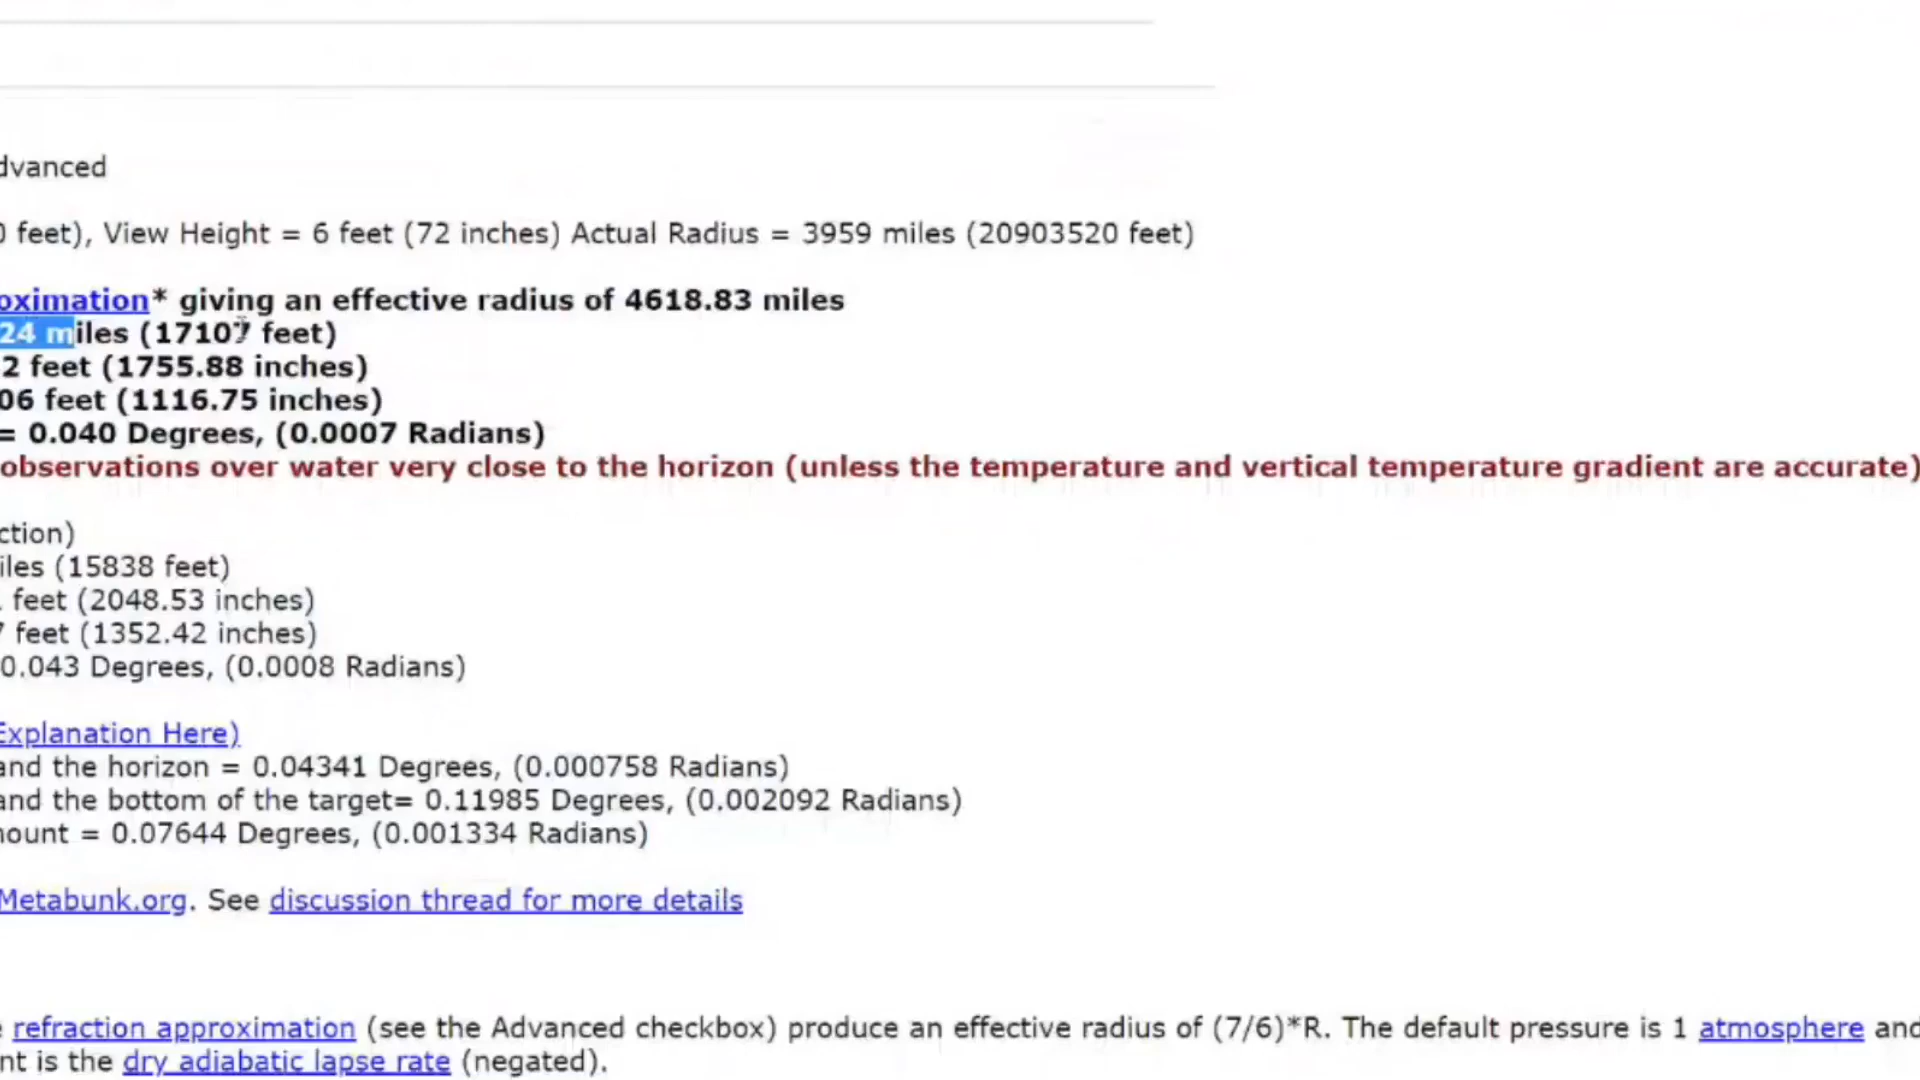 dvanced
0 feet), View Height = 6 feet (72 inches) Actual Radius = 3959 miles (20903520 feet)
oximation* giving an effective radius of 4618.83 miles
24 miles (17107 feet)
2 feet (1755.88 inches)
06 feet (1116.75 inches)
= 0.040 Degrees, (0.0007 Radians)
observations over water very close to the horizon (unless the temperature and vertical temperature gradient are accurate)
ction)
iles (15838 feet)
feet (2048.53 inches)
7 feet (1352.42 inches)
0.043 Degrees, (0.0008 Radians)
Explanation Here)
and the horizon = 0.04341 Degrees, (0.000758 Radians)
and the bottom of the target= 0.11985 Degrees, (0.002092 Radians)
ount = 0.07644 Degrees, (0.001334 Radians)
Metabunk.org. See discussion thread for more details
refraction approximation (see the Advanced checkbox) produce an effective radius of (7/6)*R. The default pressure is 1 atmosphere and
nt is the dry adiabatic lapse rate (negated).